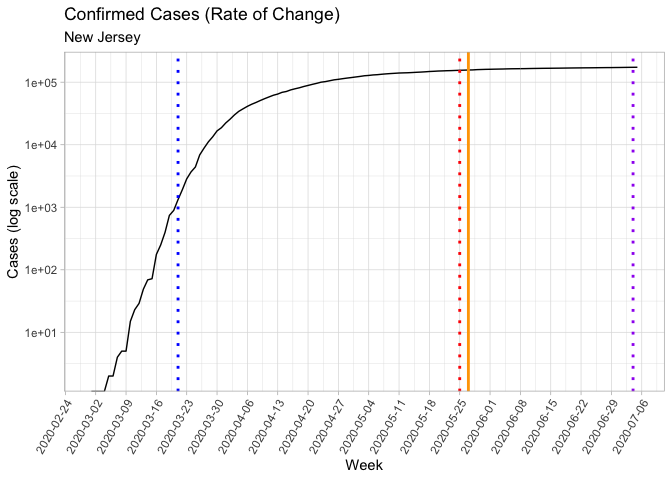 Confirmed Cases (Rate of Change)
New Jersey
Cases (log scale)
1e+05
1e+04
1e+03
1e+02
1e+01
2020-02-24
2020-03-02
2020-03-09
2020-03-16
2020-03-23
2020-03-30
2020-04-06
2020-04-13
2020-04-20
2020-04-27
2020-05-04
2020-05-11
2020-05-18
2020-05-25
2020-06-01
2020-06-08
2020-06-15
2020-06-22
2020-06-29
2020-07-06
Week